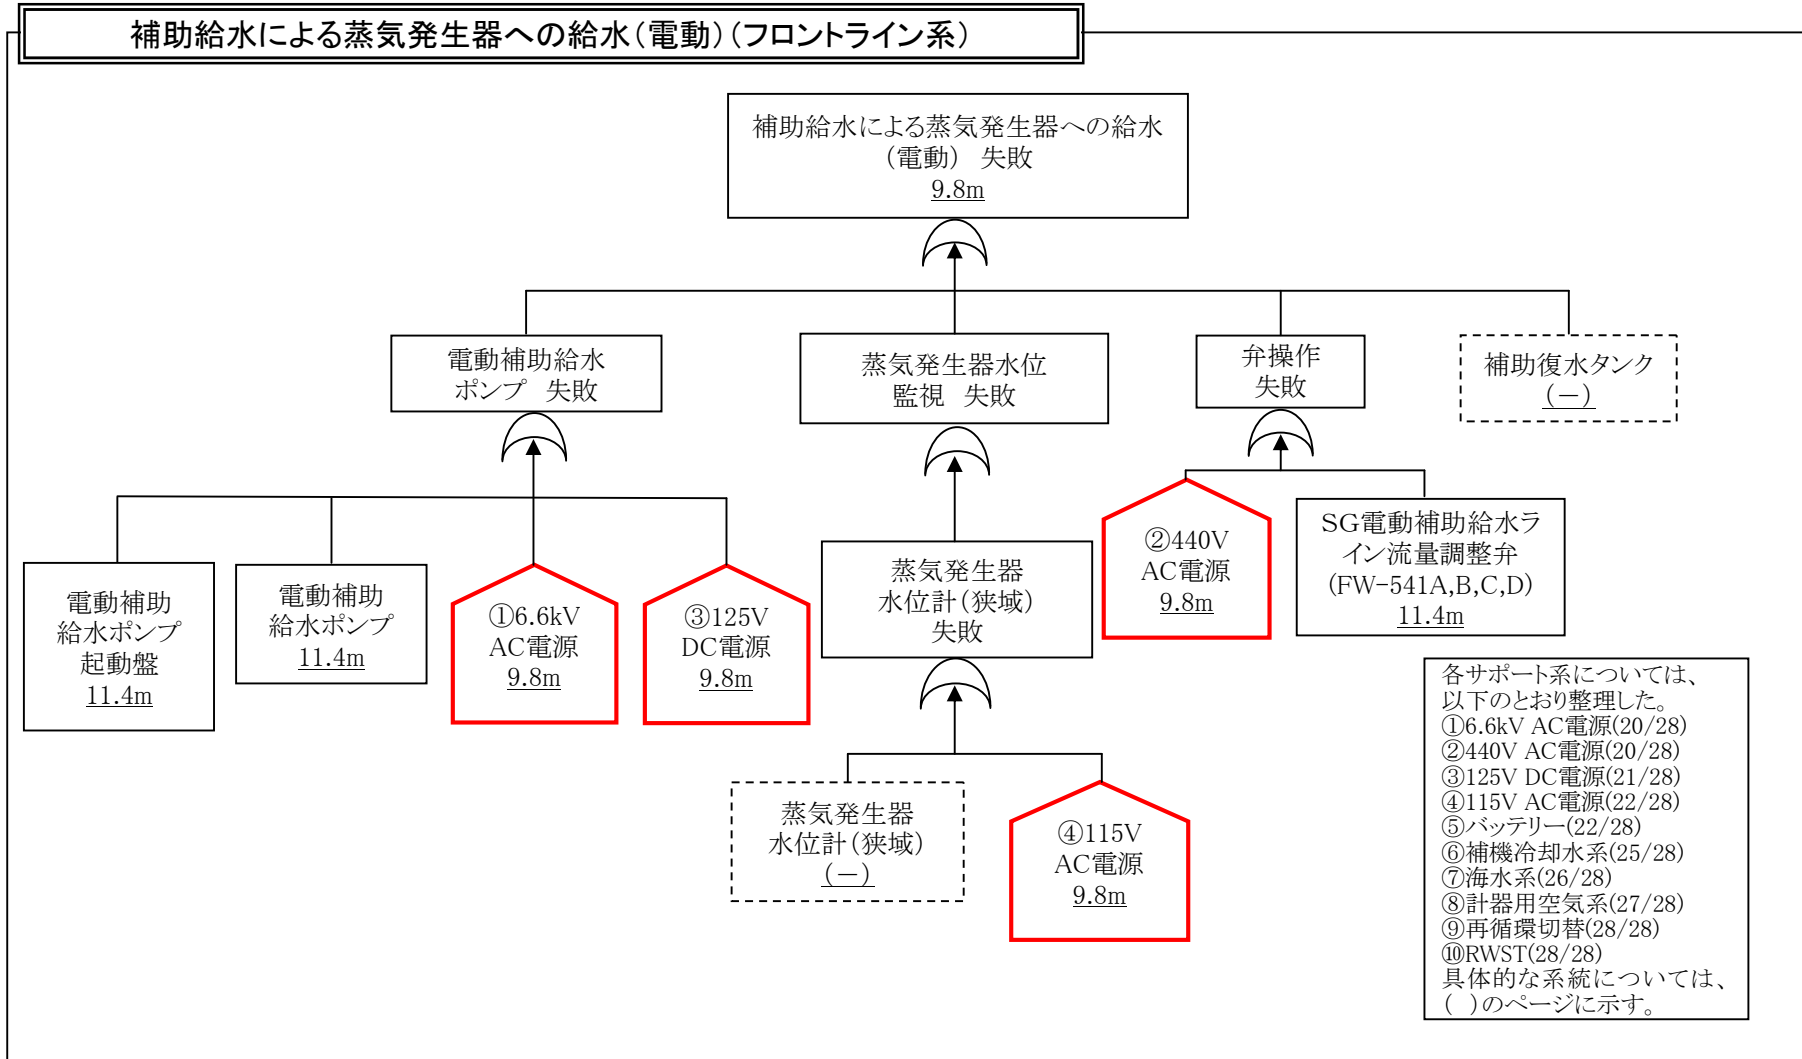 補助給水による蒸気発生器への給水（電動）（フロントライン系）
補助給水による蒸気発生器への給水
（電動）　失敗
9.8m
電動補助給水
ポンプ　失敗
蒸気発生器水位
監視　失敗
弁操作
失敗
補助復水タンク
（－）
電動補助
給水ポンプ
起動盤
11.4m
電動補助
給水ポンプ
11.4m
①6.6kV
AC電源
9.8m
③125V
DC電源
9.8m
蒸気発生器
水位計（狭域）
失敗
②440V
AC電源
9.8m
SG電動補助給水ラ
イン流量調整弁
(FW-541A,B,C,D)
11.4m
蒸気発生器
水位計（狭域）
（－）
④115V
AC電源
9.8m
各サポート系については、
以下のとおり整理した。
①6.6kV AC電源(20/28)
②440V AC電源(20/28)
③125V DC電源(21/28)
④115V AC電源(22/28)
⑤バッテリー(22/28)
⑥補機冷却水系(25/28)
⑦海水系(26/28)
⑧計器用空気系(27/28)
⑨再循環切替(28/28)
⑩RWST(28/28)
具体的な系統については、
(　)のページに示す。